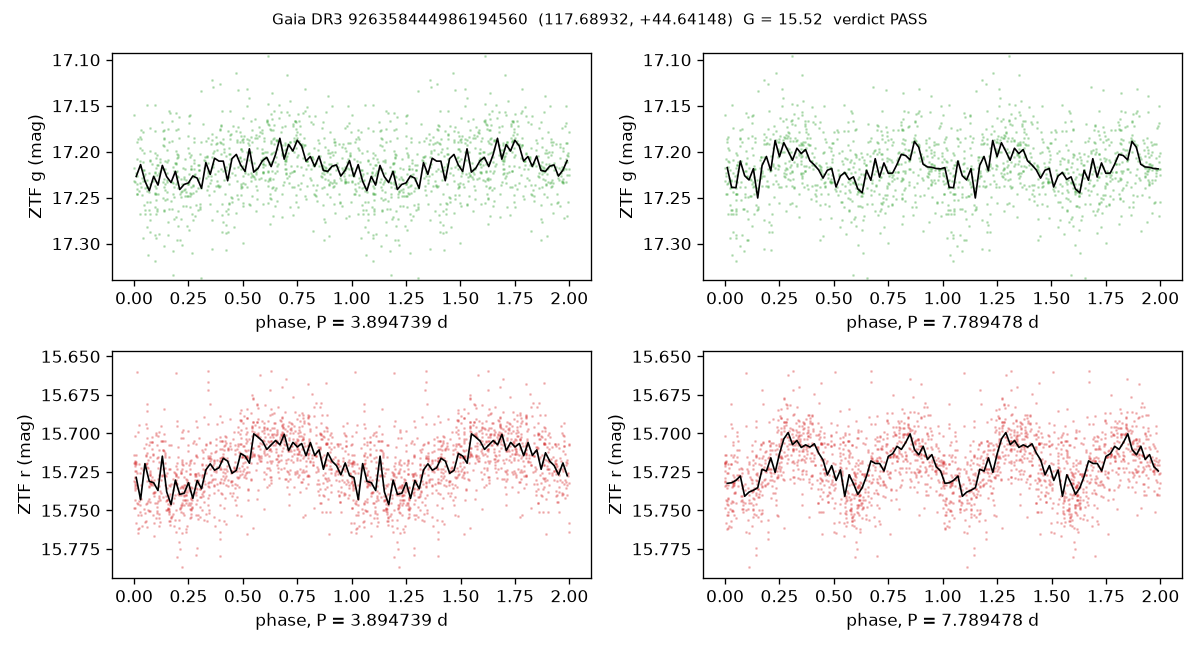 Gaia DR3 926358444986194560 (117.68932, +44.64148) G = 15.52 verdict PASS
17.10
17.15
17.20
17.25
17.30
ZTF g (mag)
0.00 0.25 0.50 0.75 1.00 1.25 1.50 1.75 2.00
phase, P = 3.894739 d
17.10
17.15
17.20
17.25
17.30
ZTF g (mag)
0.00 0.25 0.50 0.75 1.00 1.25 1.50 1.75 2.00
phase, P = 7.789478 d
15.650
15.675
15.700
15.725
15.750
15.775
ZTF r (mag)
0.00 0.25 0.50 0.75 1.00 1.25 1.50 1.75 2.00
phase, P = 3.894739 d
15.650
15.675
15.700
15.725
15.750
15.775
ZTF r (mag)
0.00 0.25 0.50 0.75 1.00 1.25 1.50 1.75 2.00
phase, P = 7.789478 d